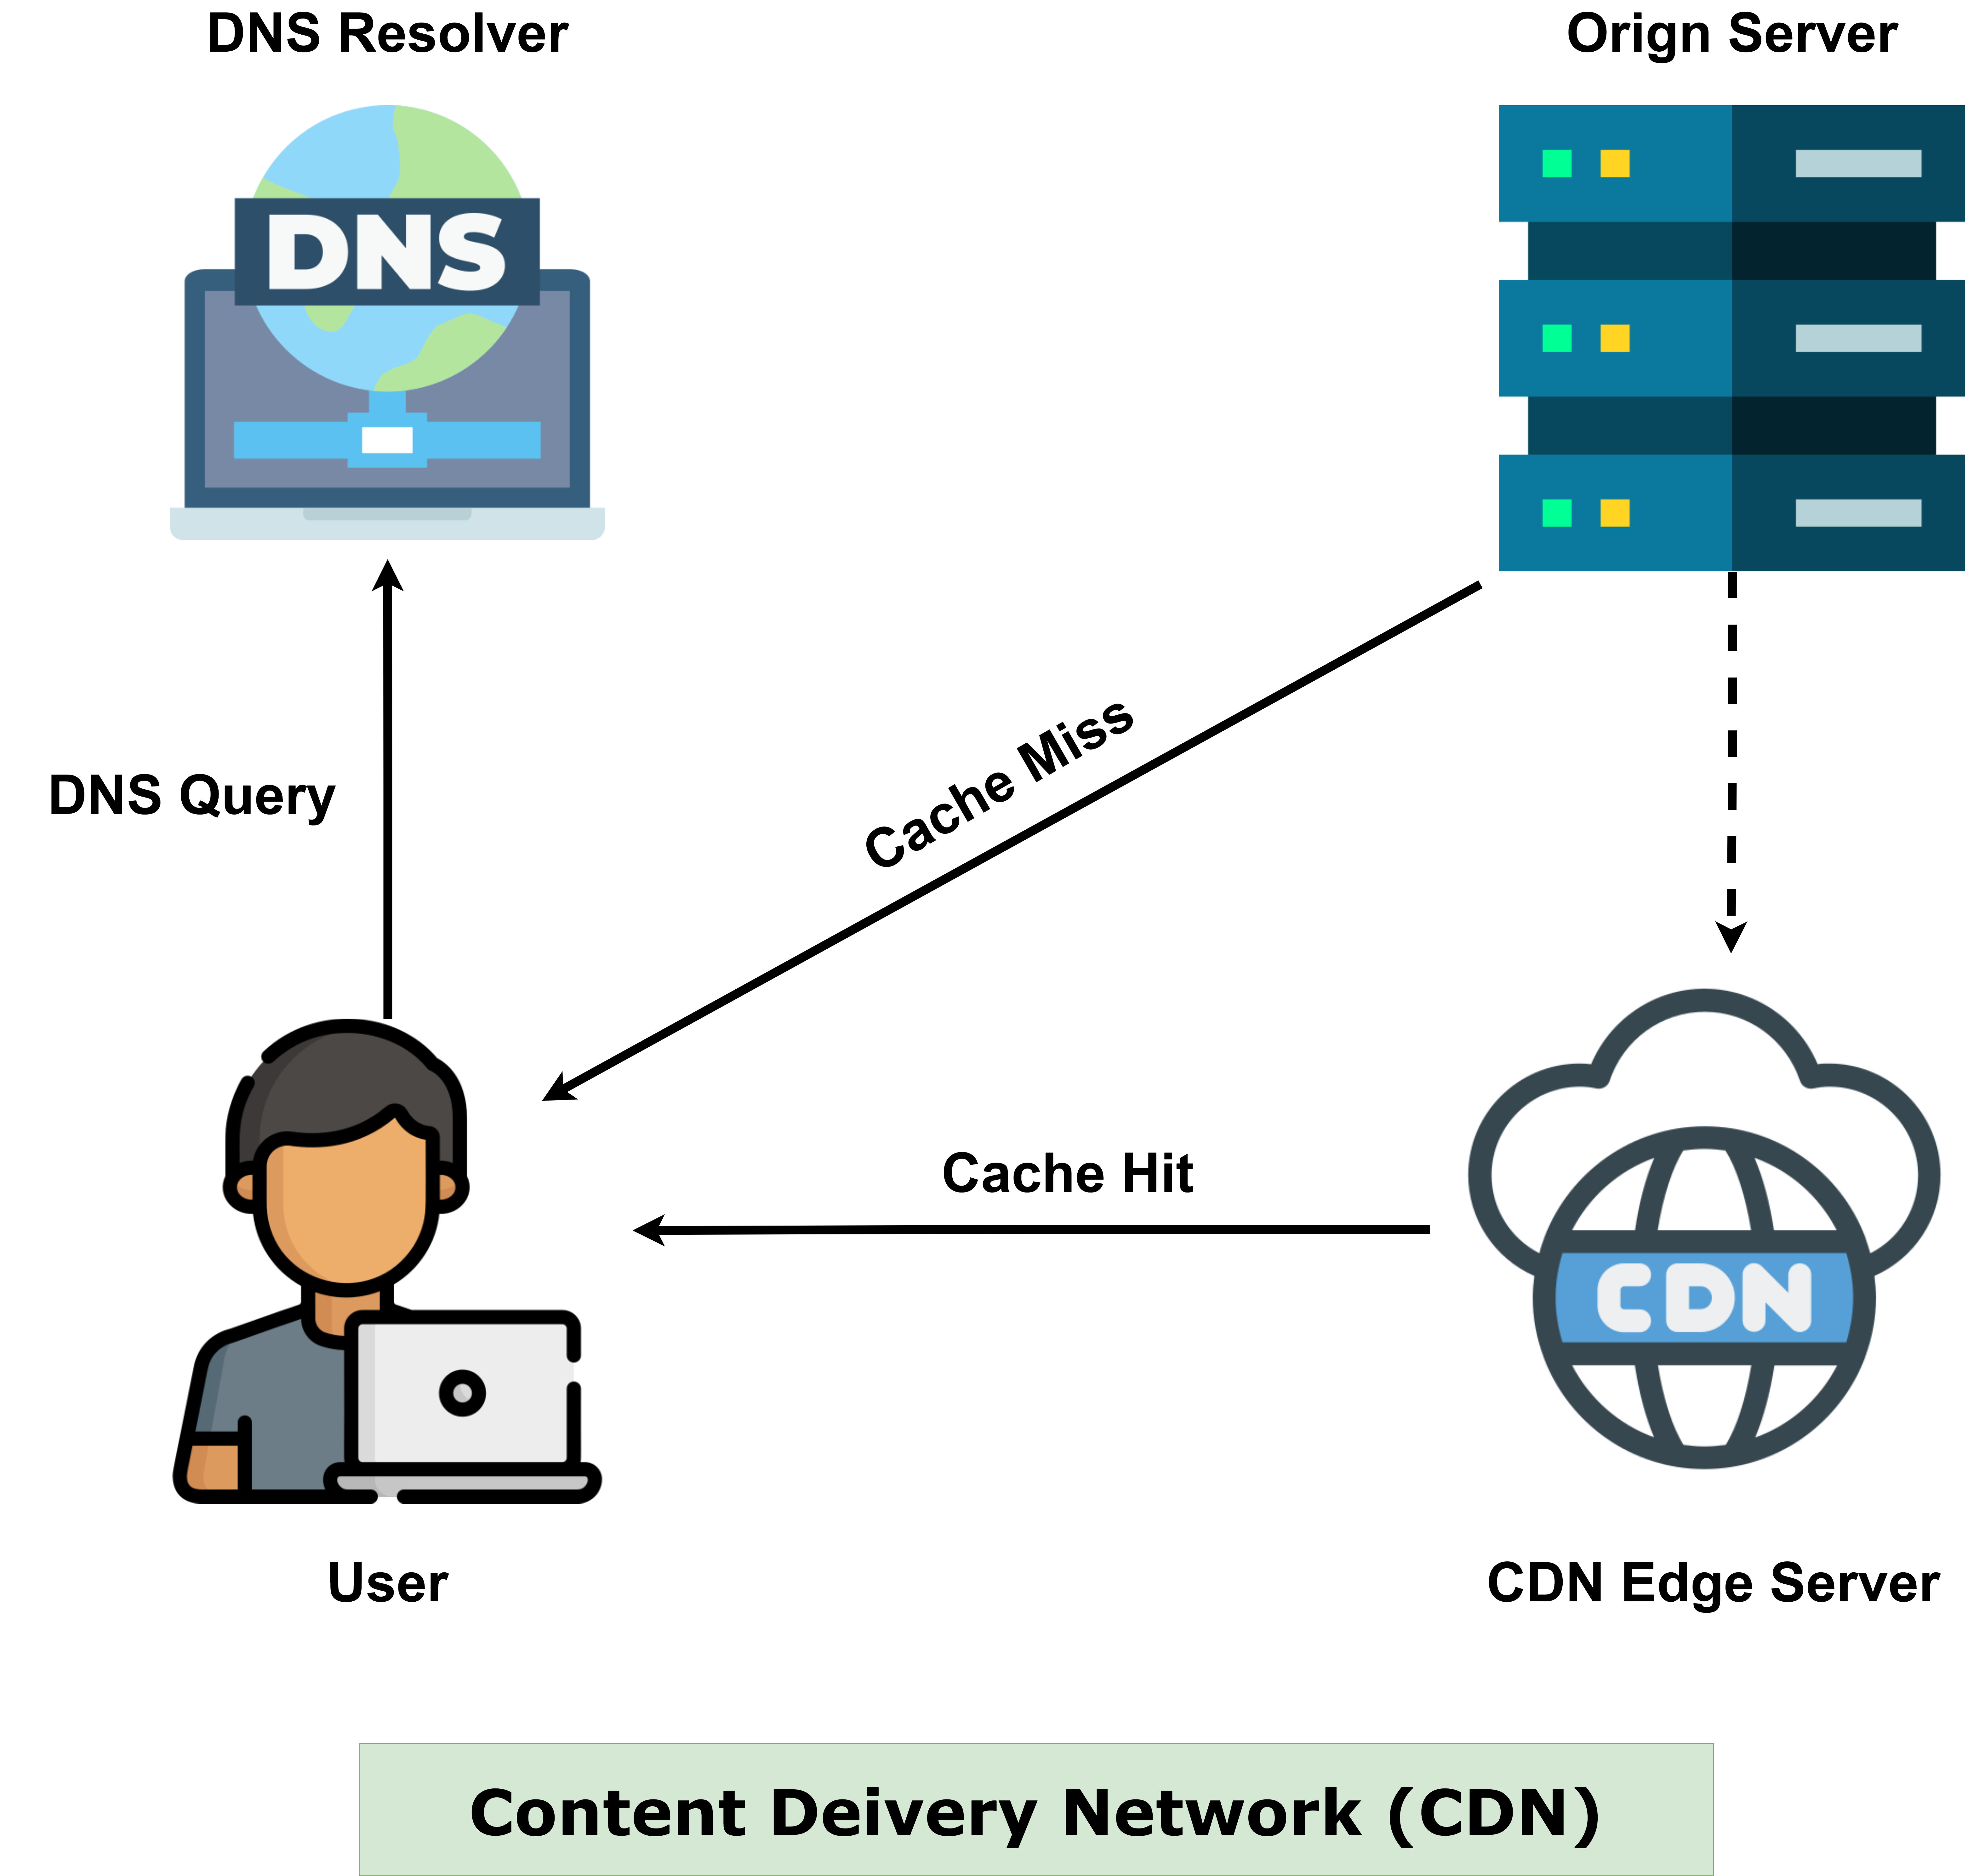 DNS Resolver
Orign Server
DNS
Cache Miss
DNS Query
Cache Hit
CDN
User
CDN Edge Server
Content Deivery Network (CDN)